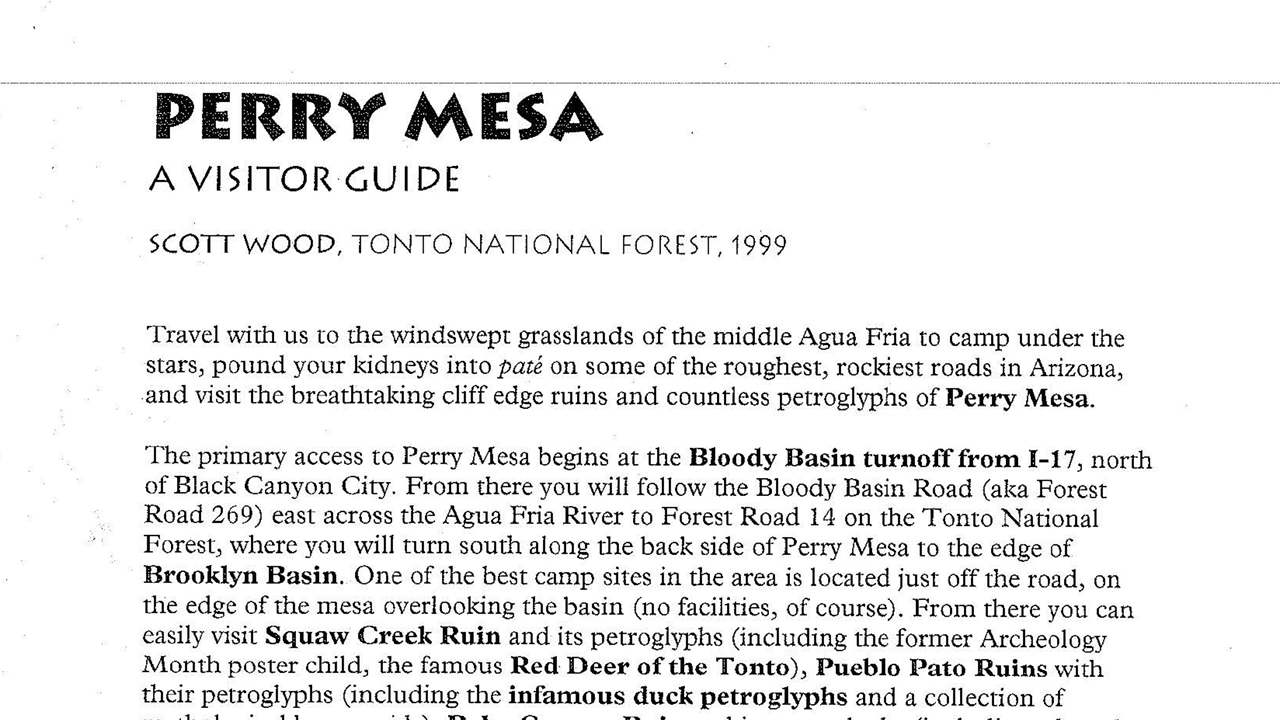 PERRY MESA
A VISITOR GUIDE
SCOTT WOOD, TONTO NATIONAL FOREST, 1999
Travel with us to the windswept grasslands of the middle Agua Fria to camp under the
stars, pound your kidneys into paté on some of the roughest, rockiest roads in Arizona,
and visit the breathtaking cliff edge ruins and countless petroglyphs of Perry Mesa.
The primary access to Perry Mesa begins at the Bloody Basin turnoff from I-17, north
of Black Canyon City. From there you will follow the Bloody Basin Road (aka Forest
Road 269) east across the Agua Fria River to Forest Road 14 on the Tonto National
Forest, where you will turn south along the back side of Perry Mesa to the edge of
Brooklyn Basin. One of the best camp sites in the area is located just off the road, on
the edge of the mesa overlooking the basin (no facilities, of course). From there you can
easily visit Squaw Creek Ruin and its petroglyphs (including the former Archeology
Month poster child, the famous Red Deer of the Tonto), Pueblo Pato Ruins with
their petroglyphs (including the infamous duck petroglyphs and a collection of